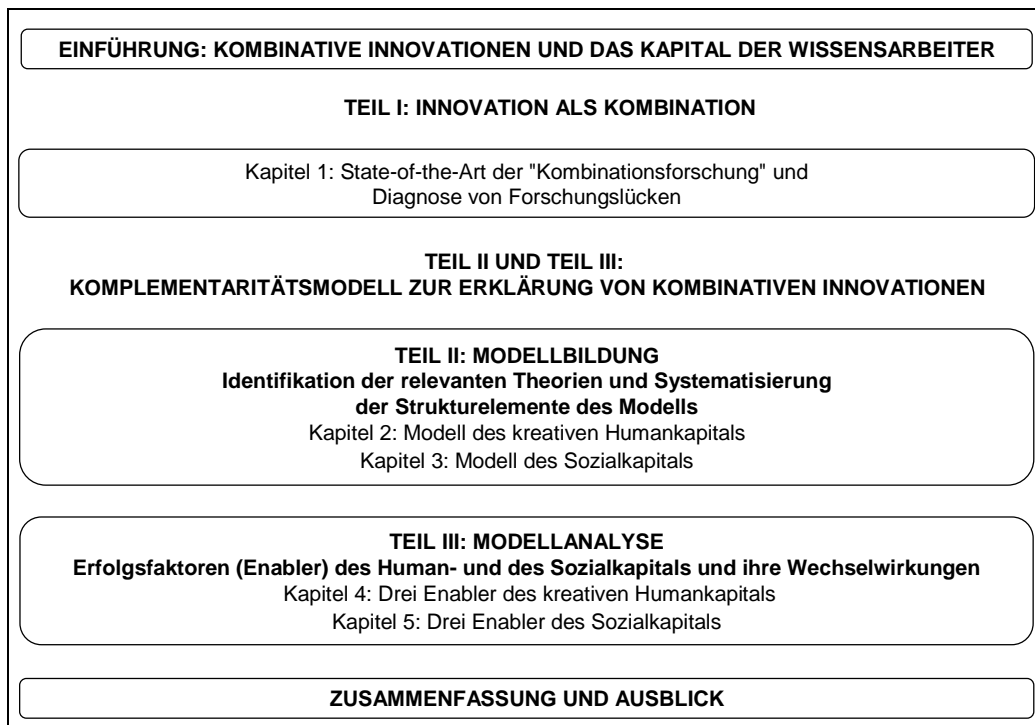 EINFÜHRUNG: KOMBINATIVE INNOVATIONEN UND DAS KAPITAL DER WISSENSARBEITER
TEIL I: INNOVATION ALS KOMBINATION
Kapitel 1: State-of-the-Art der "Kombinationsforschung" und
Diagnose von Forschungslücken
TEIL II UND TEIL III:
KOMPLEMENTARITÄTSMODELL ZUR ERKLÄRUNG VON KOMBINATIVEN INNOVATIONEN
TEIL II: MODELLBILDUNG
Identifikation der relevanten Theorien und Systematisierung
der Strukturelemente des Modells
Kapitel 2: Modell des kreativen Humankapitals
Kapitel 3: Modell des Sozialkapitals
TEIL III: MODELLANALYSE
Erfolgsfaktoren (Enabler) des Human- und des Sozialkapitals und ihre Wechselwirkungen
Kapitel 4: Drei Enabler des kreativen Humankapitals
Kapitel 5: Drei Enabler des Sozialkapitals
ZUSAMMENFASSUNG UND AUSBLICK